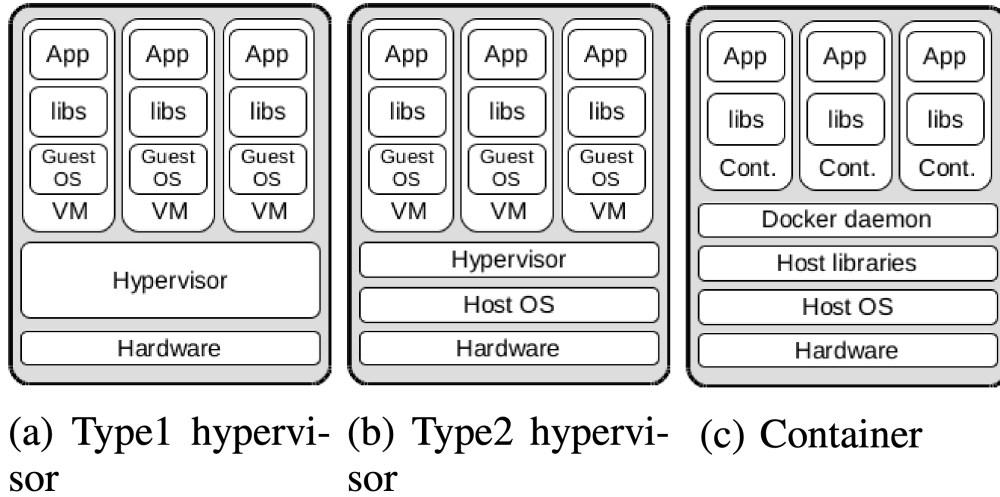 App App App
libs libs libs
Guest OS Guest OS Guest OS
VM VM VM
Hypervisor
Hardware
(a) Type1 hypervi-
sor
App App App
libs libs libs
Guest OS Guest OS Guest OS
VM VM VM
Hypervisor
Host OS
Hardware
(b) Type2 hypervi-
sor
App App App
libs libs libs
Cont. Cont. Cont.
Docker daemon
Host libraries
Host OS
Hardware
(c) Container